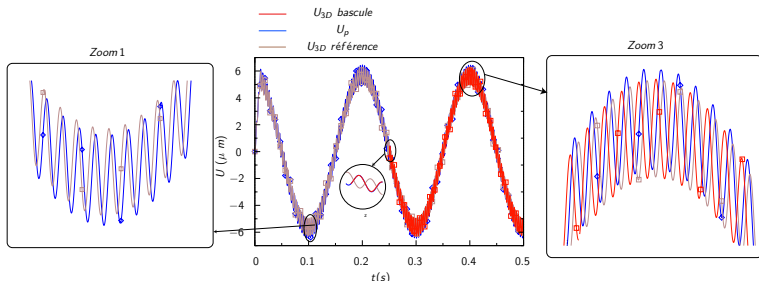 U3D bascule
Up
U3D référence
Zoom 1
Zoom 3
6
4
2
0
−2
−4
−6
U (μ m)
z
0
0.1
0.2
0.3
0.4
0.5
t(s)